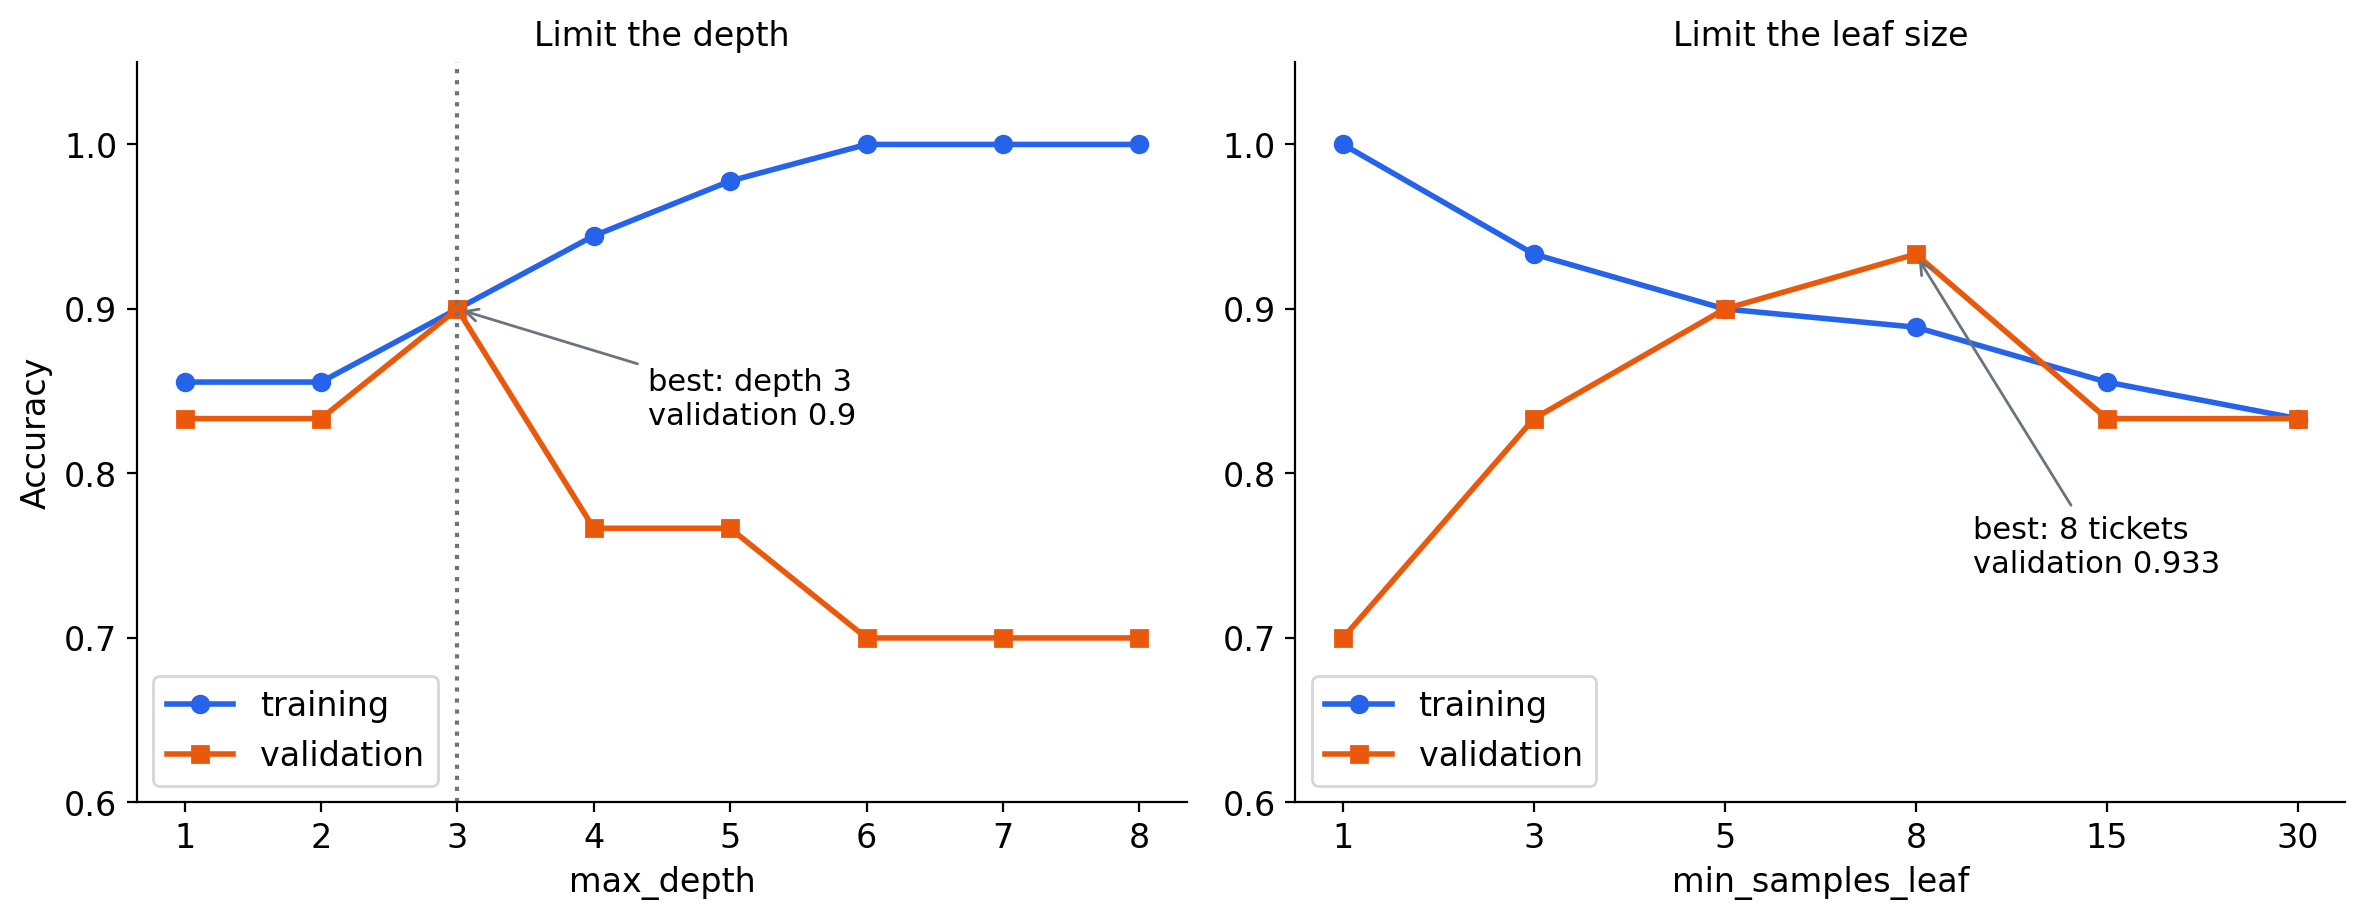 Limit the depth
Accuracy
1.0
0.9
0.8
0.7
0.6
best: depth 3
validation 0.9
training
validation
1 2 3 4 5 6 7 8
max_depth
Limit the leaf size
1.0
0.9
0.8
0.7
0.6
best: 8 tickets
validation 0.933
training
validation
1 3 5 8 15 30
min_samples_leaf